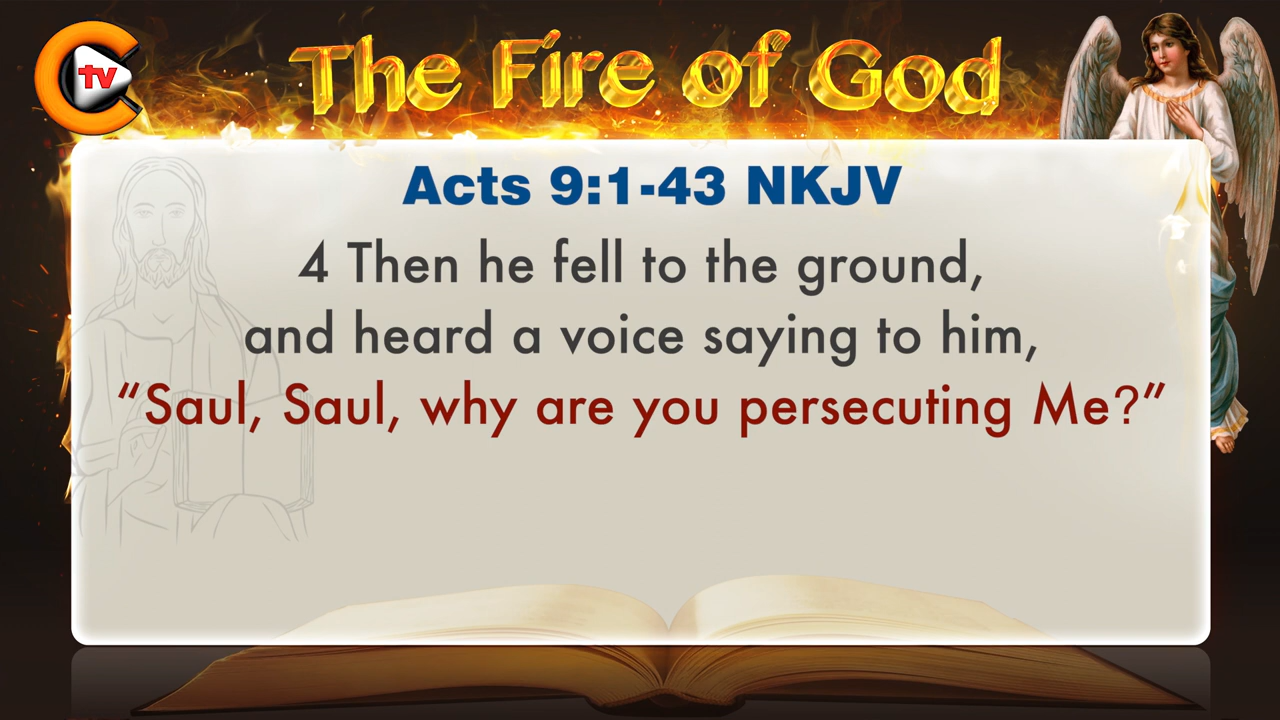 tv
The Fire of God
Acts 9:1-43 NKJV
4 Then he fell to the ground,
and heard a voice saying to him,
“Saul, Saul, why are you persecuting Me?”